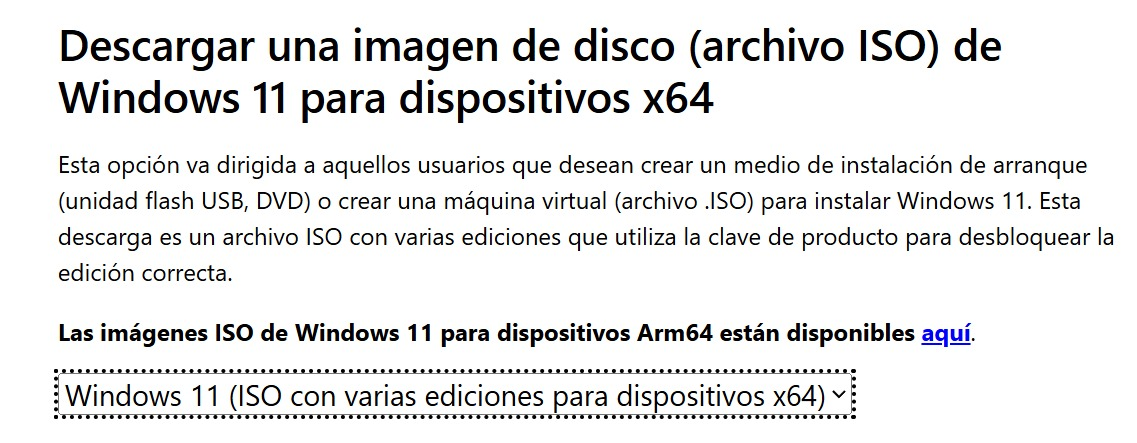 Descargar una imagen de disco (archivo ISO) de
Windows 11 para dispositivos x64
Esta opción va dirigida a aquellos usuarios que desean crear un medio de instalación de arranque
(unidad flash USB, DVD) o crear una máquina virtual (archivo .ISO) para instalar Windows 11. Esta
descarga es un archivo ISO con varias ediciones que utiliza la clave de producto para desbloquear la
edición correcta.
Las imágenes ISO de Windows 11 para dispositivos Arm64 están disponibles aquí.
Windows 11 (ISO con varias ediciones para dispositivos x64)